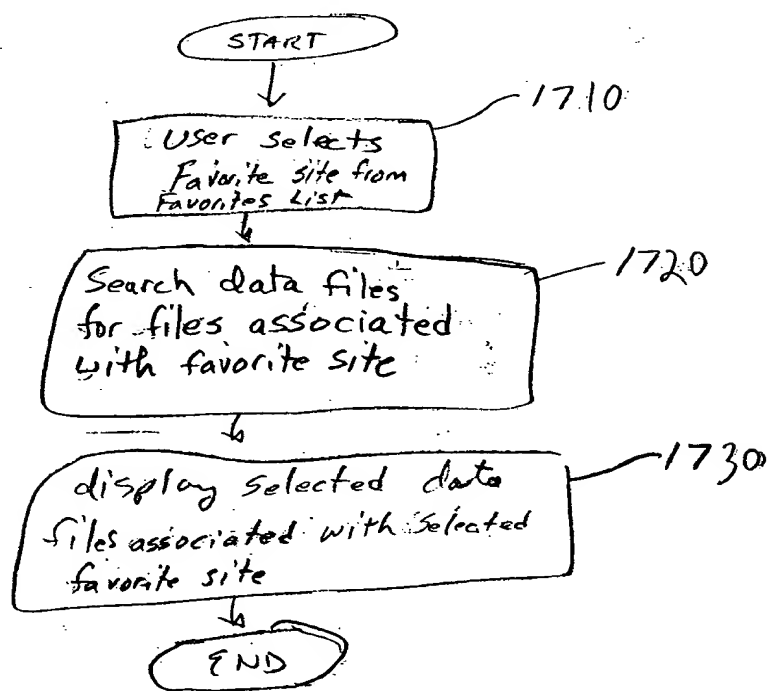 START
1710
User selects
Favorite site from
Favorites List
1720
Search data files
for files associated
with favorite site
1730
display selected data
files associated with selected
favorite site
END